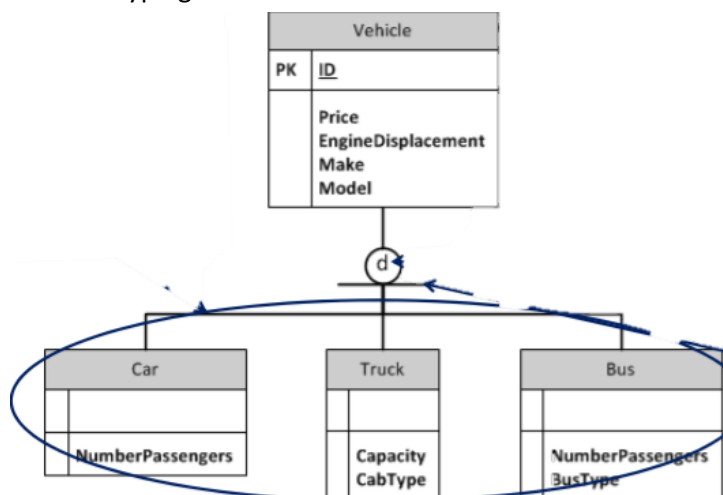 Vehicle
PK ID
Price
EngineDisplacement
Make
Model
d
Car Truck Bus
NumberPassengers Capacity NumberPassengers
CabType BusType